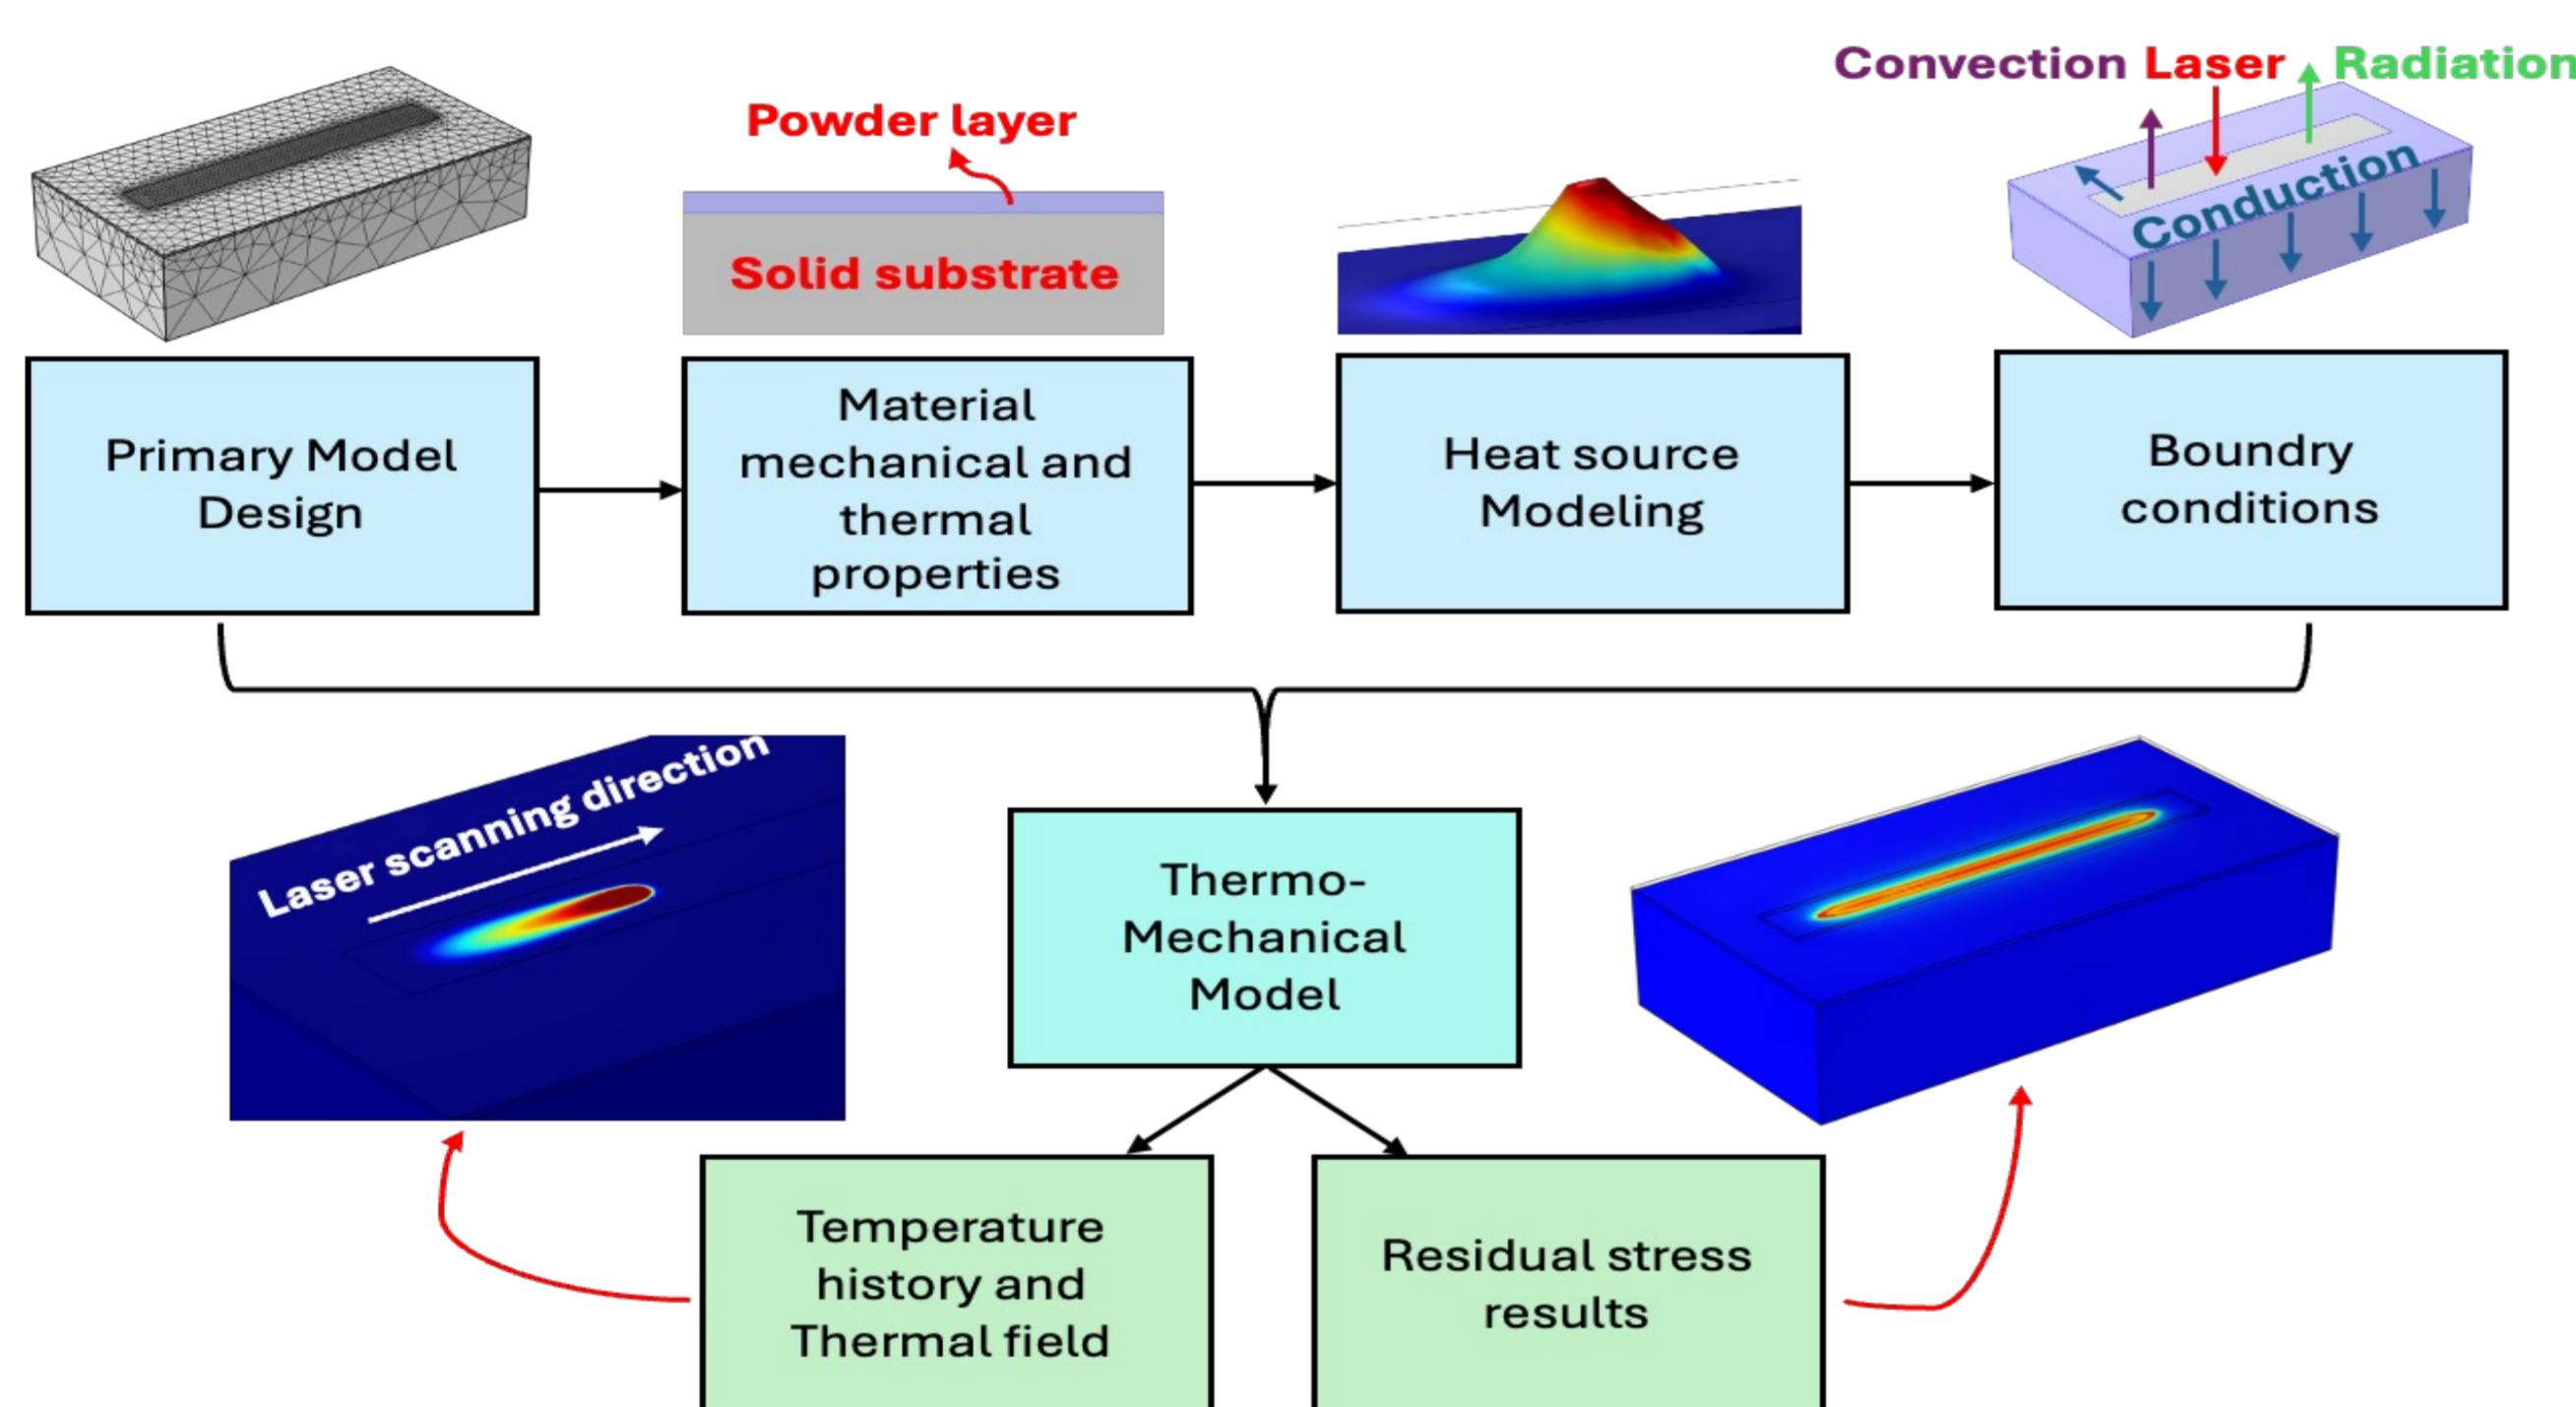 Convection Laser Radiation
Powder layer
Solid substrate
Conduction
Primary Model
Design
Material
mechanical and
thermal
properties
Heat source
Modeling
Boundry
conditions
Laser scanning direction
Thermo-
Mechanical
Model
Temperature
history and
Thermal field
Residual stress
results